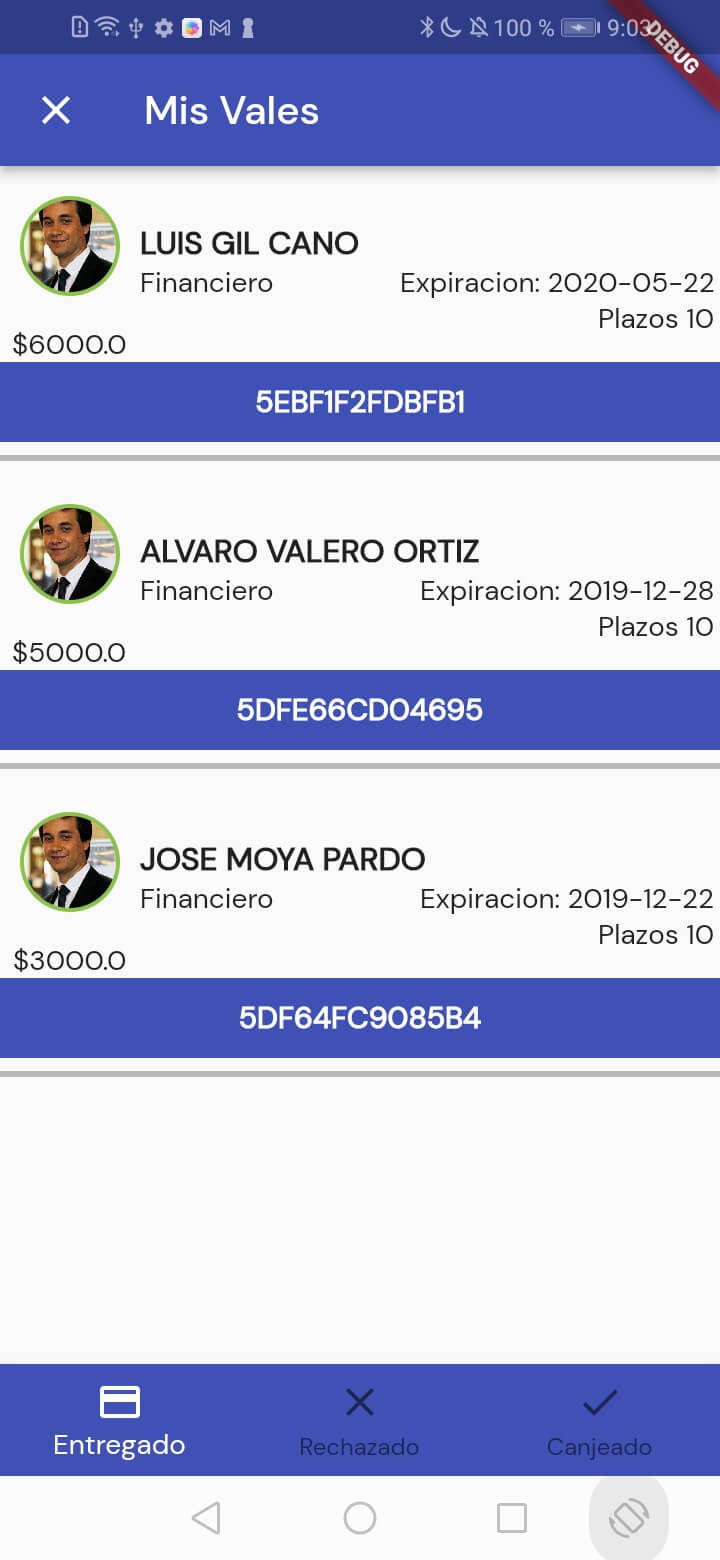 100 % 9:03
DEBUG
Mis Vales
LUIS GIL CANO
Financiero Expiracion: 2020-05-22
Plazos 10
$6000.0
5EBF1F2FDBFB1
ALVARO VALERO ORTIZ
Financiero Expiracion: 2019-12-28
Plazos 10
$5000.0
5DFE66CD04695
JOSE MOYA PARDO
Financiero Expiracion: 2019-12-22
Plazos 10
$3000.0
5DF64FC9085B4
Entregado Rechazado Canjeado